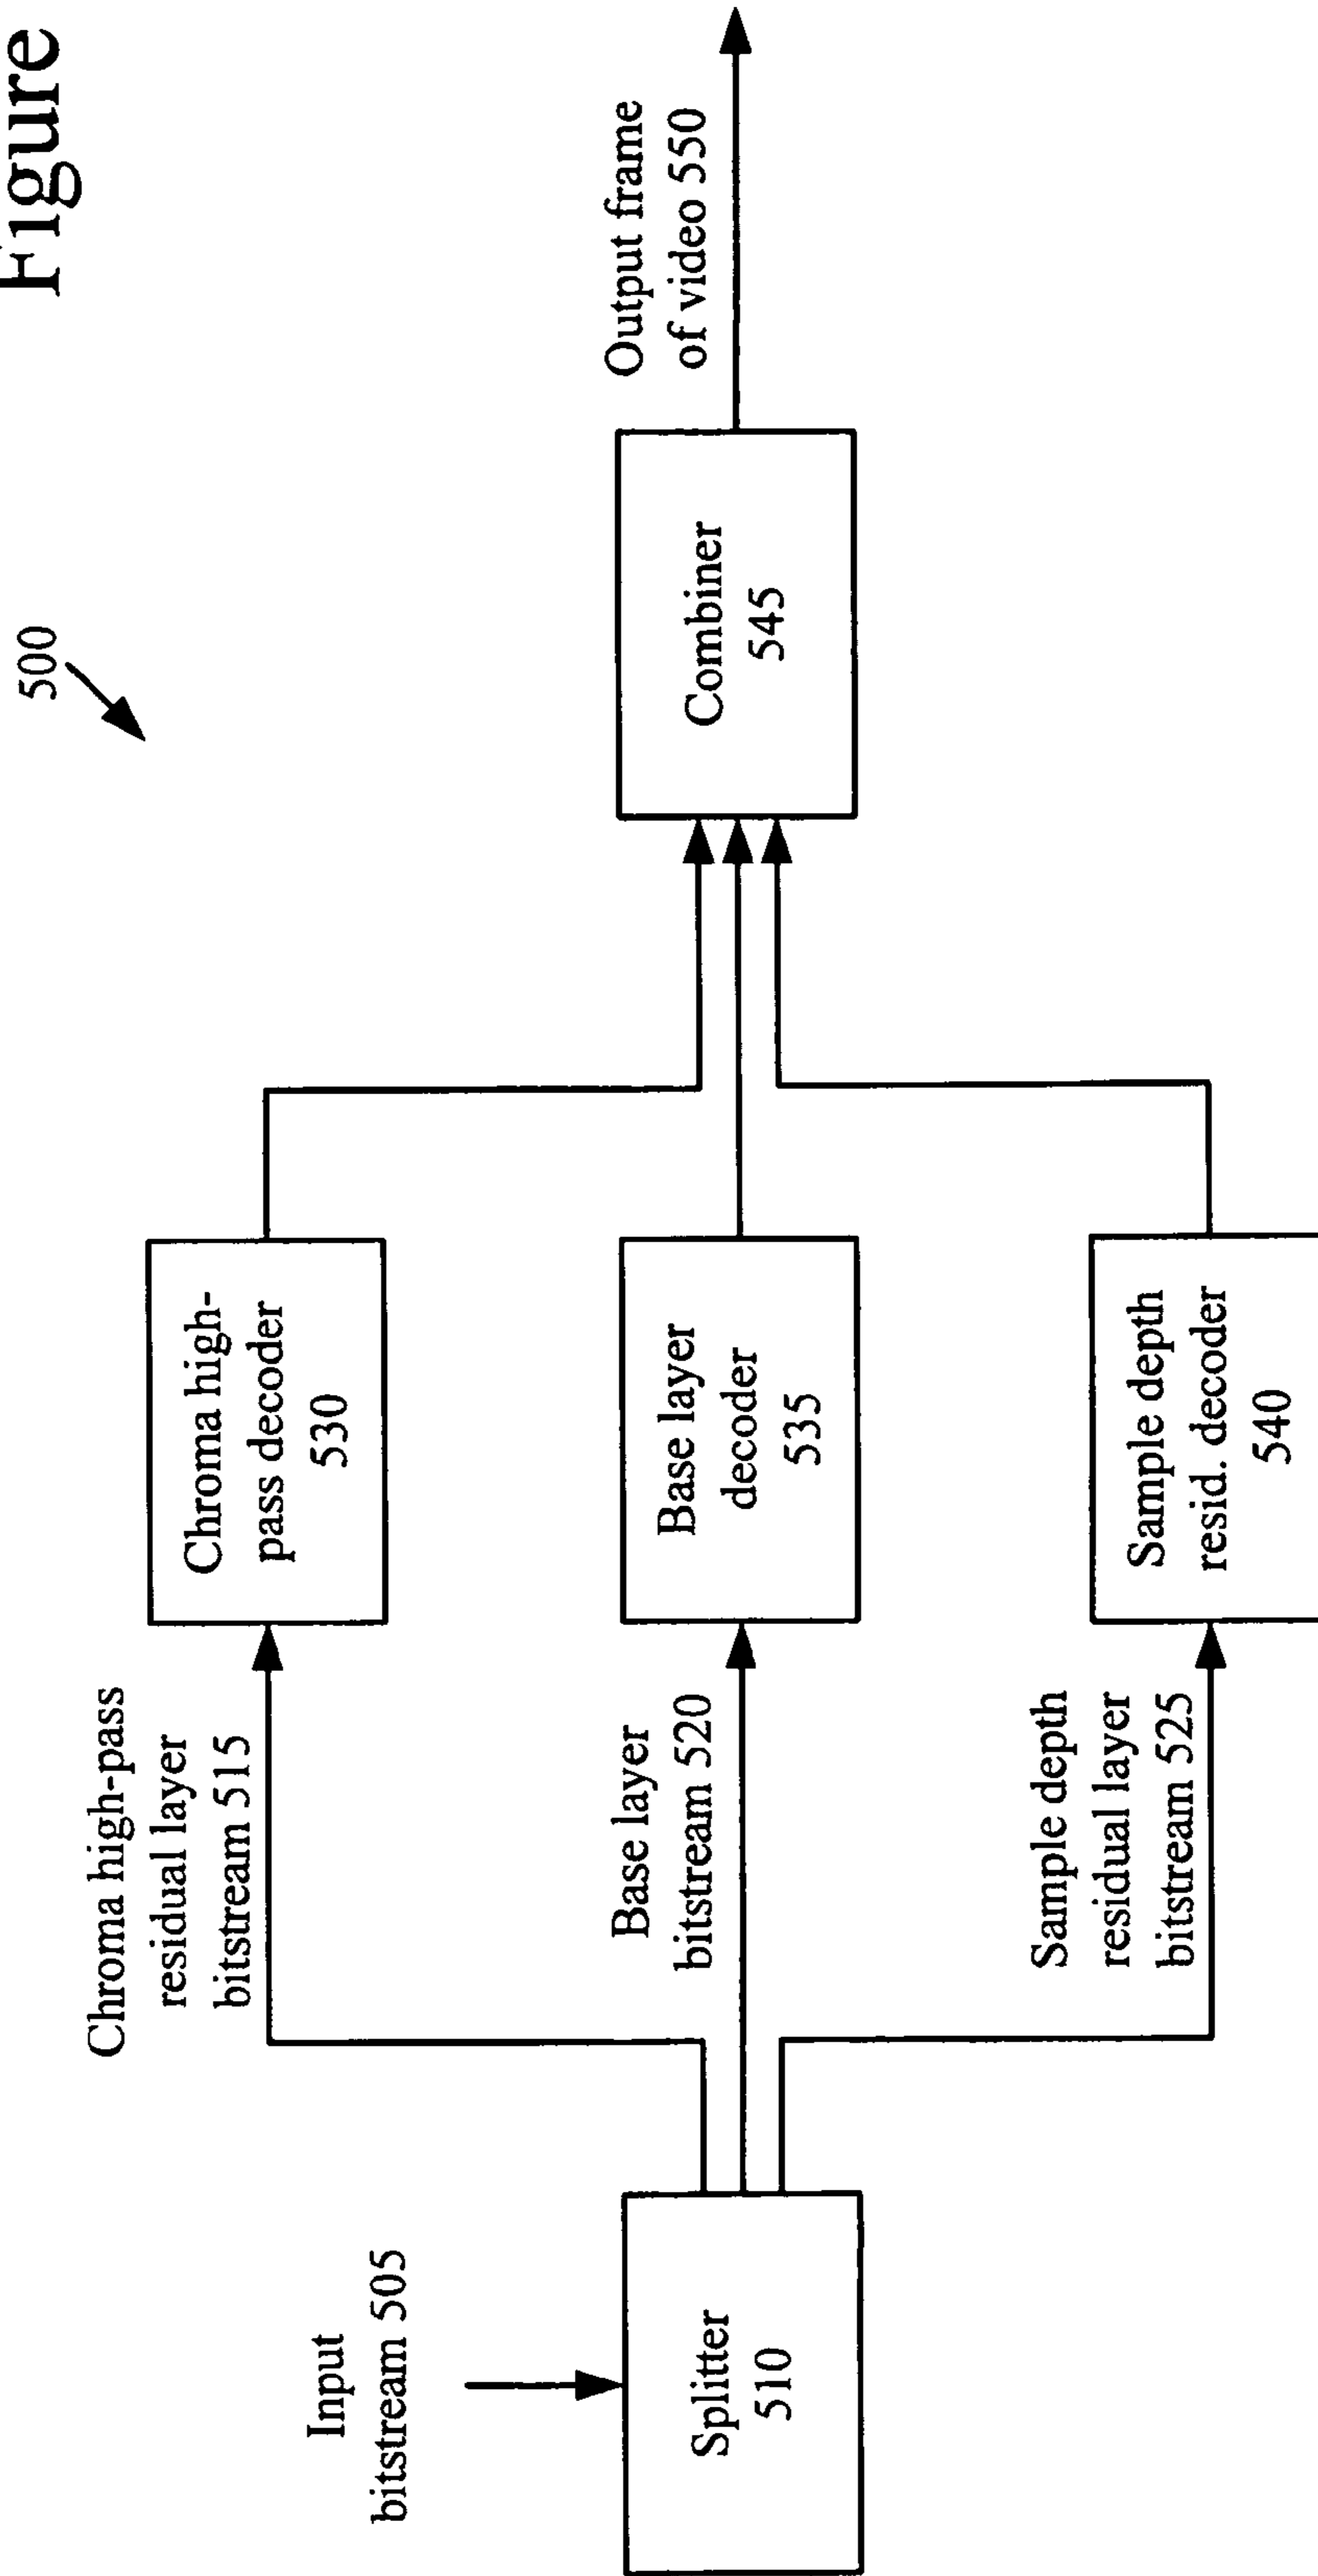 Figure
500
Input
bitstream 505
Splitter
510
Chroma high-pass
residual layer
bitstream 515
Base layer
bitstream 520
Sample depth
residual layer
bitstream 525
Chroma high-
pass decoder
530
Base layer
decoder
535
Sample depth
resid. decoder
540
Combiner
545
Output frame
of video 550